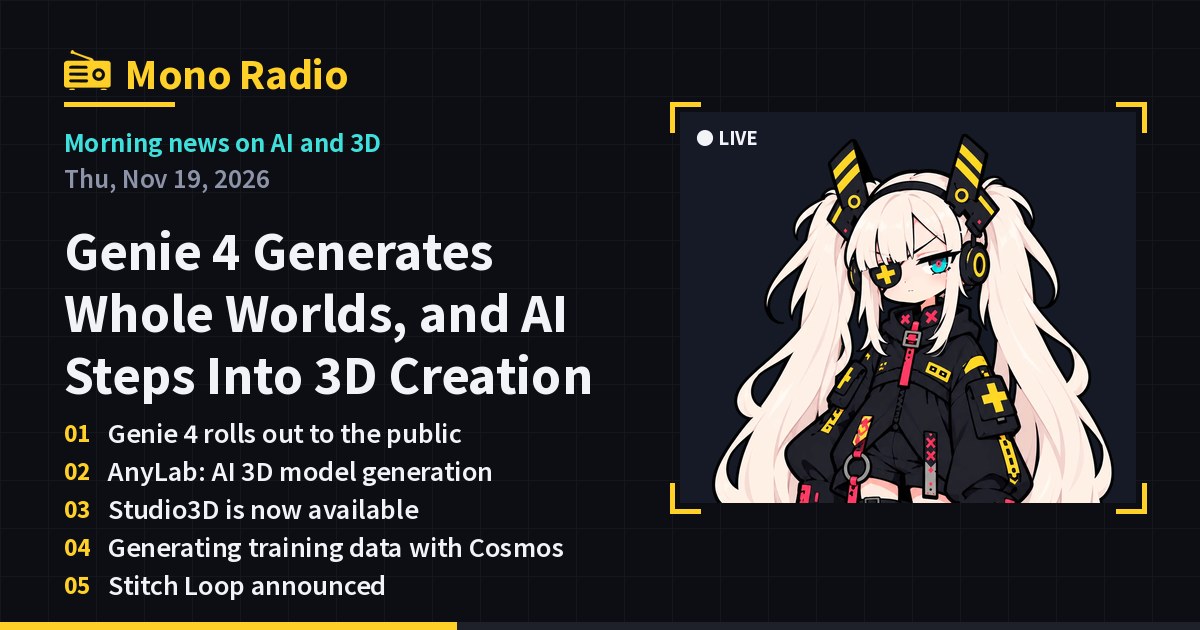 Mono Radio
Morning news on AI and 3D
Thu, Nov 19, 2026
Genie 4 Generates
Whole Worlds, and AI
Steps Into 3D Creation
01 Genie 4 rolls out to the public
02 AnyLab: AI 3D model generation
03 Studio3D is now available
04 Generating training data with Cosmos
05 Stitch Loop announced
LIVE